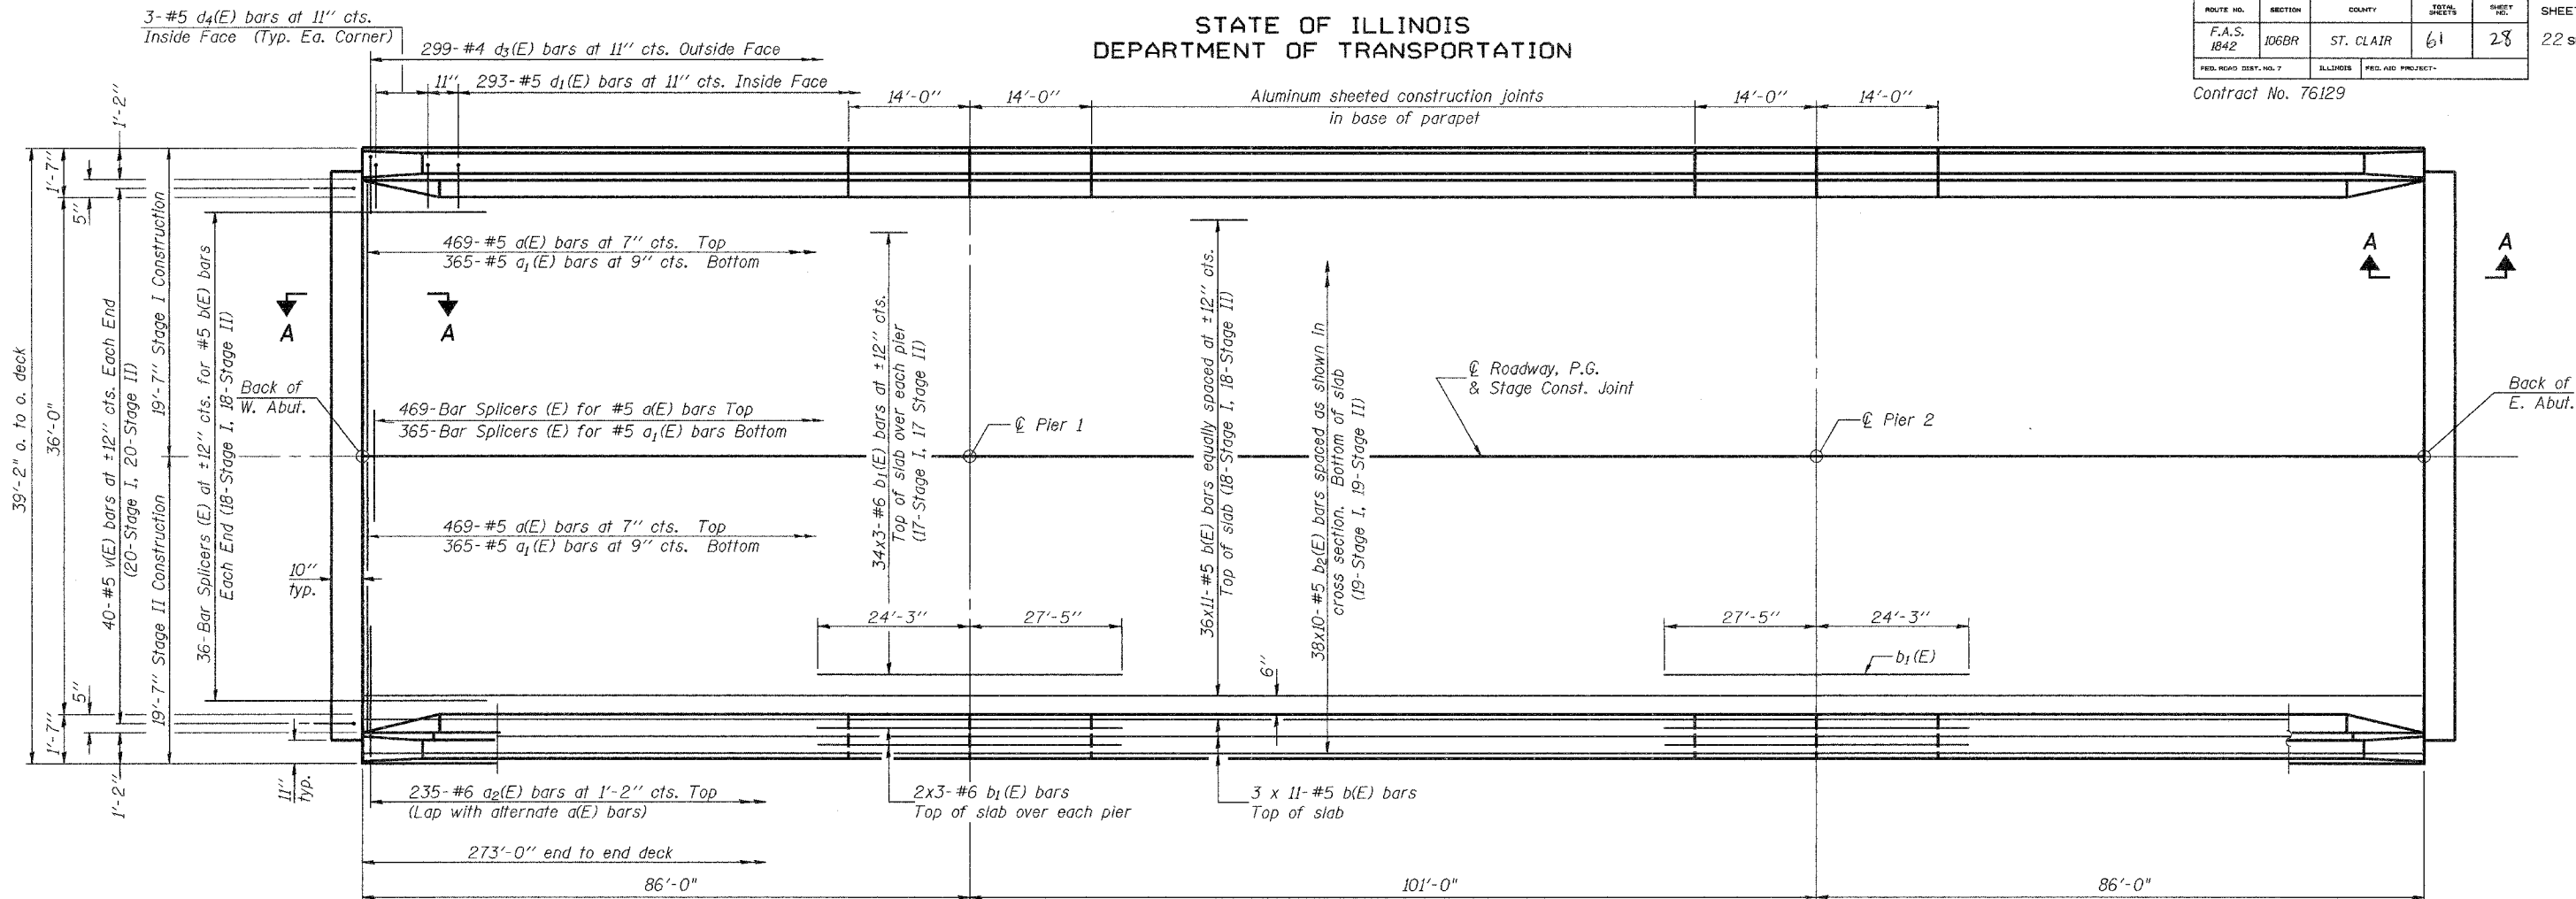 STATE OF ILLINOIS
DEPARTMENT OF TRANSPORTATION
ROUTE NO. SECTION COUNTY TOTAL SHEETS SHEET NO.
F.A.S. 1842 106BR ST. CLAIR 61 28
FED. ROAD DIST. NO. 7 ILLINOIS FED. AID PROJECT-
SHEET
22 S
Contract No. 76129
3-#5 d4(E) bars at 11" cts.
Inside Face (Typ. Ea. Corner)
299-#4 d3(E) bars at 11" cts. Outside Face
11" 293-#5 d1(E) bars at 11" cts. Inside Face
14'-0" 14'-0"
Aluminum sheeted construction joints
in base of parapet
14'-0" 14'-0"
1'-2"
1'-7"
5"
39'-2" o. to o. deck
36'-0"
40-#5 v(E) bars at ±12" cts. Each End
(20-Stage I, 20-Stage II)
19'-7" Stage I Construction
19'-7" Stage II Construction
36-Bar Splicers (E) at ±12" cts. for #5 b(E) bars
Each End (18-Stage I, 18-Stage II)
469-#5 a(E) bars at 7" cts. Top
365-#5 a1(E) bars at 9" cts. Bottom
A A
A A
Back of
W. Abut.
469-Bar Splicers (E) for #5 a(E) bars Top
365-Bar Splicers (E) for #5 a1(E) bars Bottom
469-#5 a(E) bars at 7" cts. Top
365-#5 a1(E) bars at 9" cts. Bottom
34x3-#6 b1(E) bars at ±12" cts.
Top of slab over each pier
(17-Stage I, 17 Stage II)
℄ Pier 1
36x11-#5 b(E) bars equally spaced at ±12" cts.
Top of slab (18-Stage I, 18-Stage II)
38x10-#5 b2(E) bars spaced as shown in
cross section. Bottom of slab
(19-Stage I, 19-Stage II)
℄ Roadway, P.G.
& Stage Const. Joint
℄ Pier 2
Back of
E. Abut.
10"
typ.
24'-3" 27'-5"
27'-5" 24'-3"
b1(E)
6"
5"
1'-7"
1'-2"
11"
typ.
235-#6 a2(E) bars at 1'-2" cts. Top
(Lap with alternate a(E) bars)
2x3-#6 b1(E) bars
Top of slab over each pier
3 x 11-#5 b(E) bars
Top of slab
273'-0" end to end deck
86'-0" 101'-0" 86'-0"